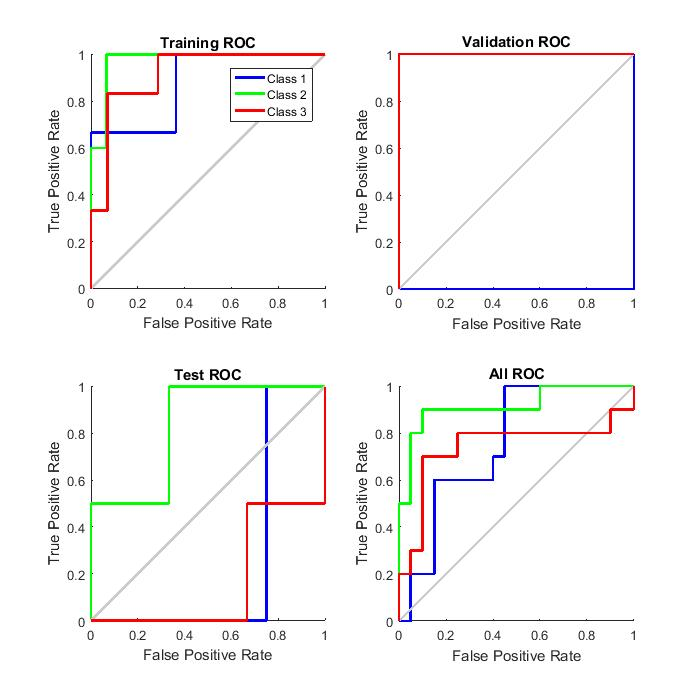 Training ROC
1
0.8
0.6
0.4
0.2
0
True Positive Rate
Class 1
Class 2
Class 3
0 0.2 0.4 0.6 0.8 1
False Positive Rate
Validation ROC
1
0.8
0.6
0.4
0.2
0
True Positive Rate
0 0.2 0.4 0.6 0.8 1
False Positive Rate
Test ROC
1
0.8
0.6
0.4
0.2
0
True Positive Rate
0 0.2 0.4 0.6 0.8 1
False Positive Rate
All ROC
1
0.8
0.6
0.4
0.2
0
True Positive Rate
0 0.2 0.4 0.6 0.8 1
False Positive Rate